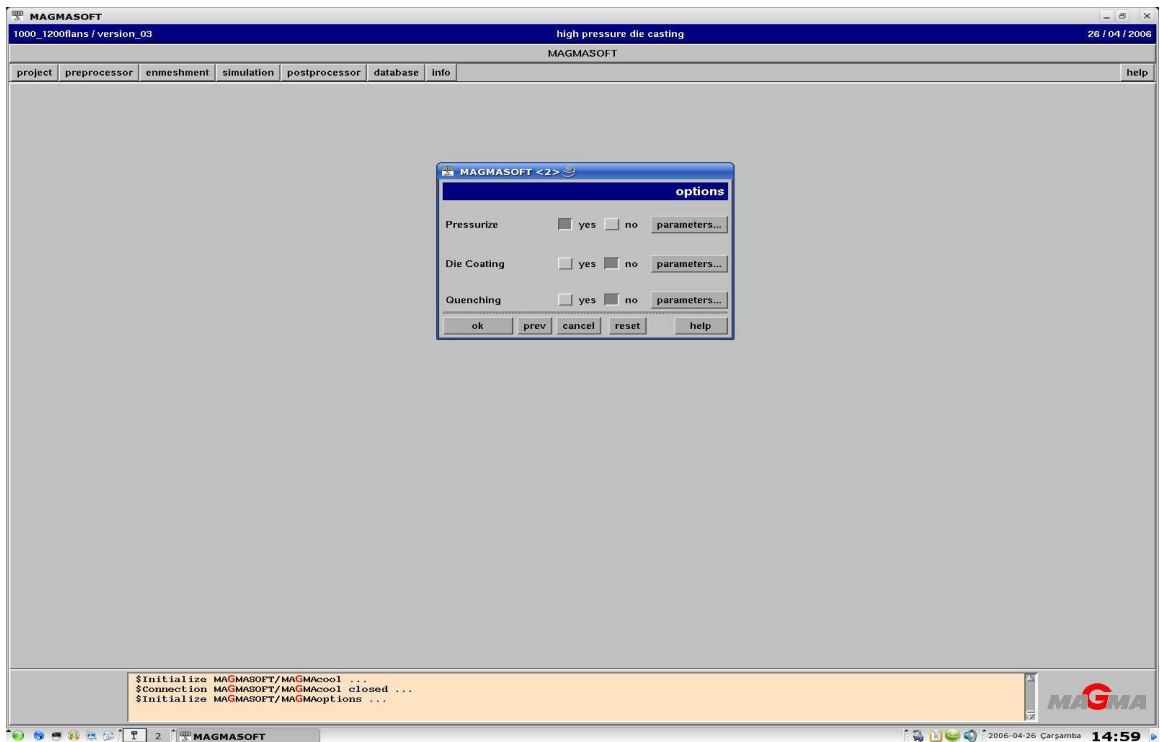 MAGMASOFT
1000_1200flans / version_03 high pressure die casting 26 / 04 / 2006
MAGMASOFT
project preprocessor enmeshment simulation postprocessor database info help
MAGMASOFT <2>
options
Pressurize yes no parameters...
Die Coating yes no parameters...
Quenching yes no parameters...
ok prev cancel reset help
$Initialize MAGMASOFT/MAGMAcool ...
$Connection MAGMASOFT/MAGMAcool closed ...
$Initialize MAGMASOFT/MAGMAoptions ...
MAGMA
2 MAGMASOFT 2006-04-26 Çarşamba 14:59